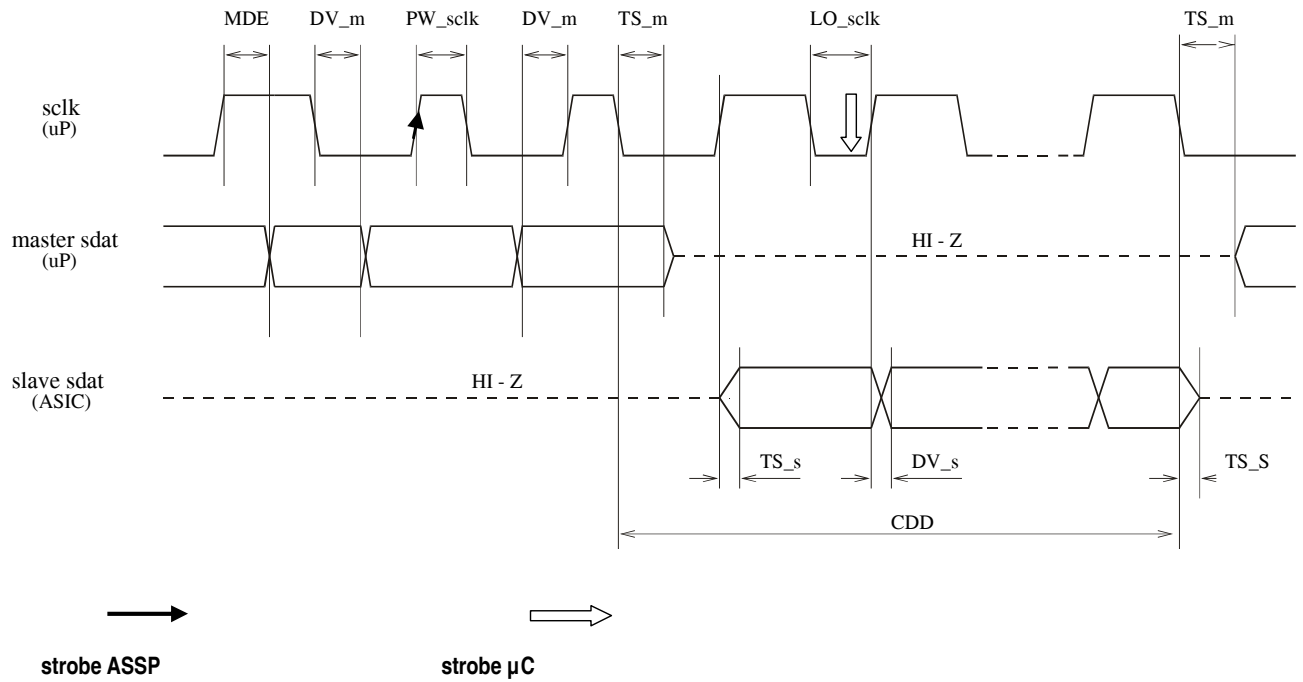 MDE DV_m PW_sclk DV_m TS_m LO_sclk TS_m
sclk
(uP)
master sdat
(uP)
HI - Z
slave sdat
(ASIC)
HI - Z
TS_s DV_s TS_S
CDD
strobe ASSP strobe µC